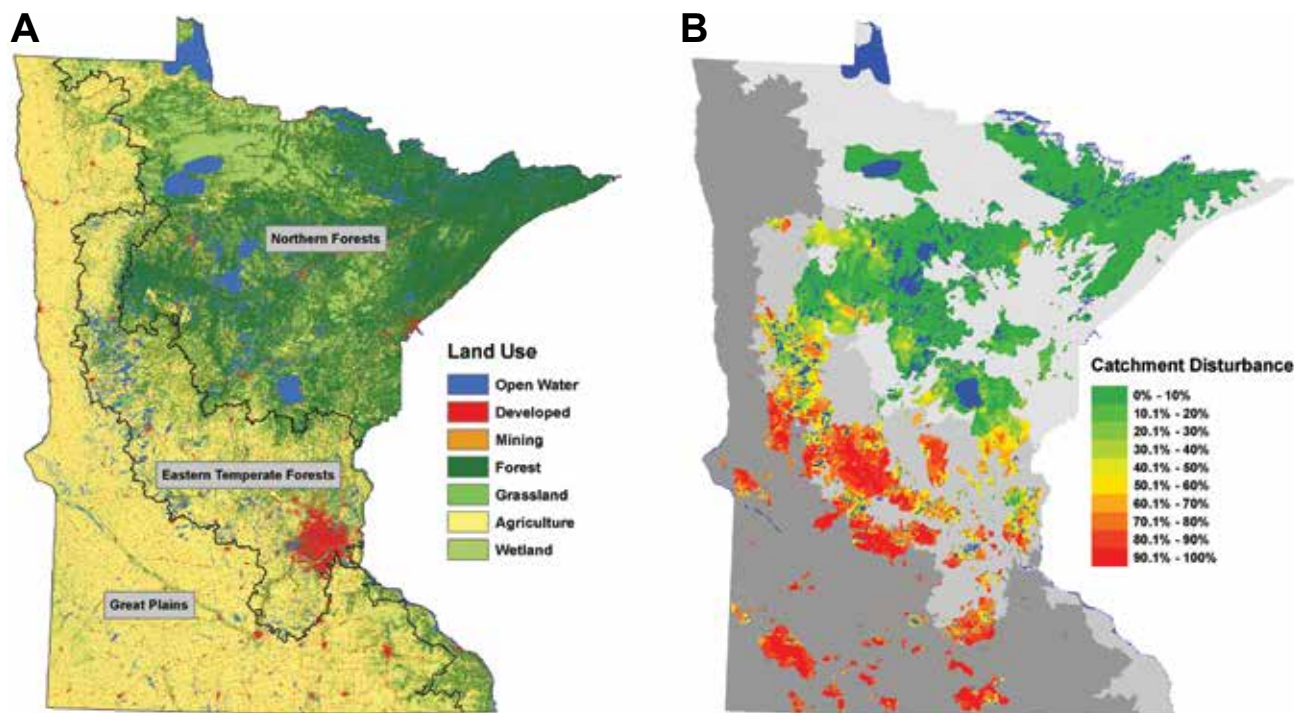 A
B
Northern Forests
Eastern Temperate Forests
Great Plains
Land Use
Open Water
Developed
Mining
Forest
Grassland
Agriculture
Wetland
Catchment Disturbance
0% - 10%
10.1% - 20%
20.1% - 30%
30.1% - 40%
40.1% - 50%
50.1% - 60%
60.1% - 70%
70.1% - 80%
80.1% - 90%
90.1% - 100%